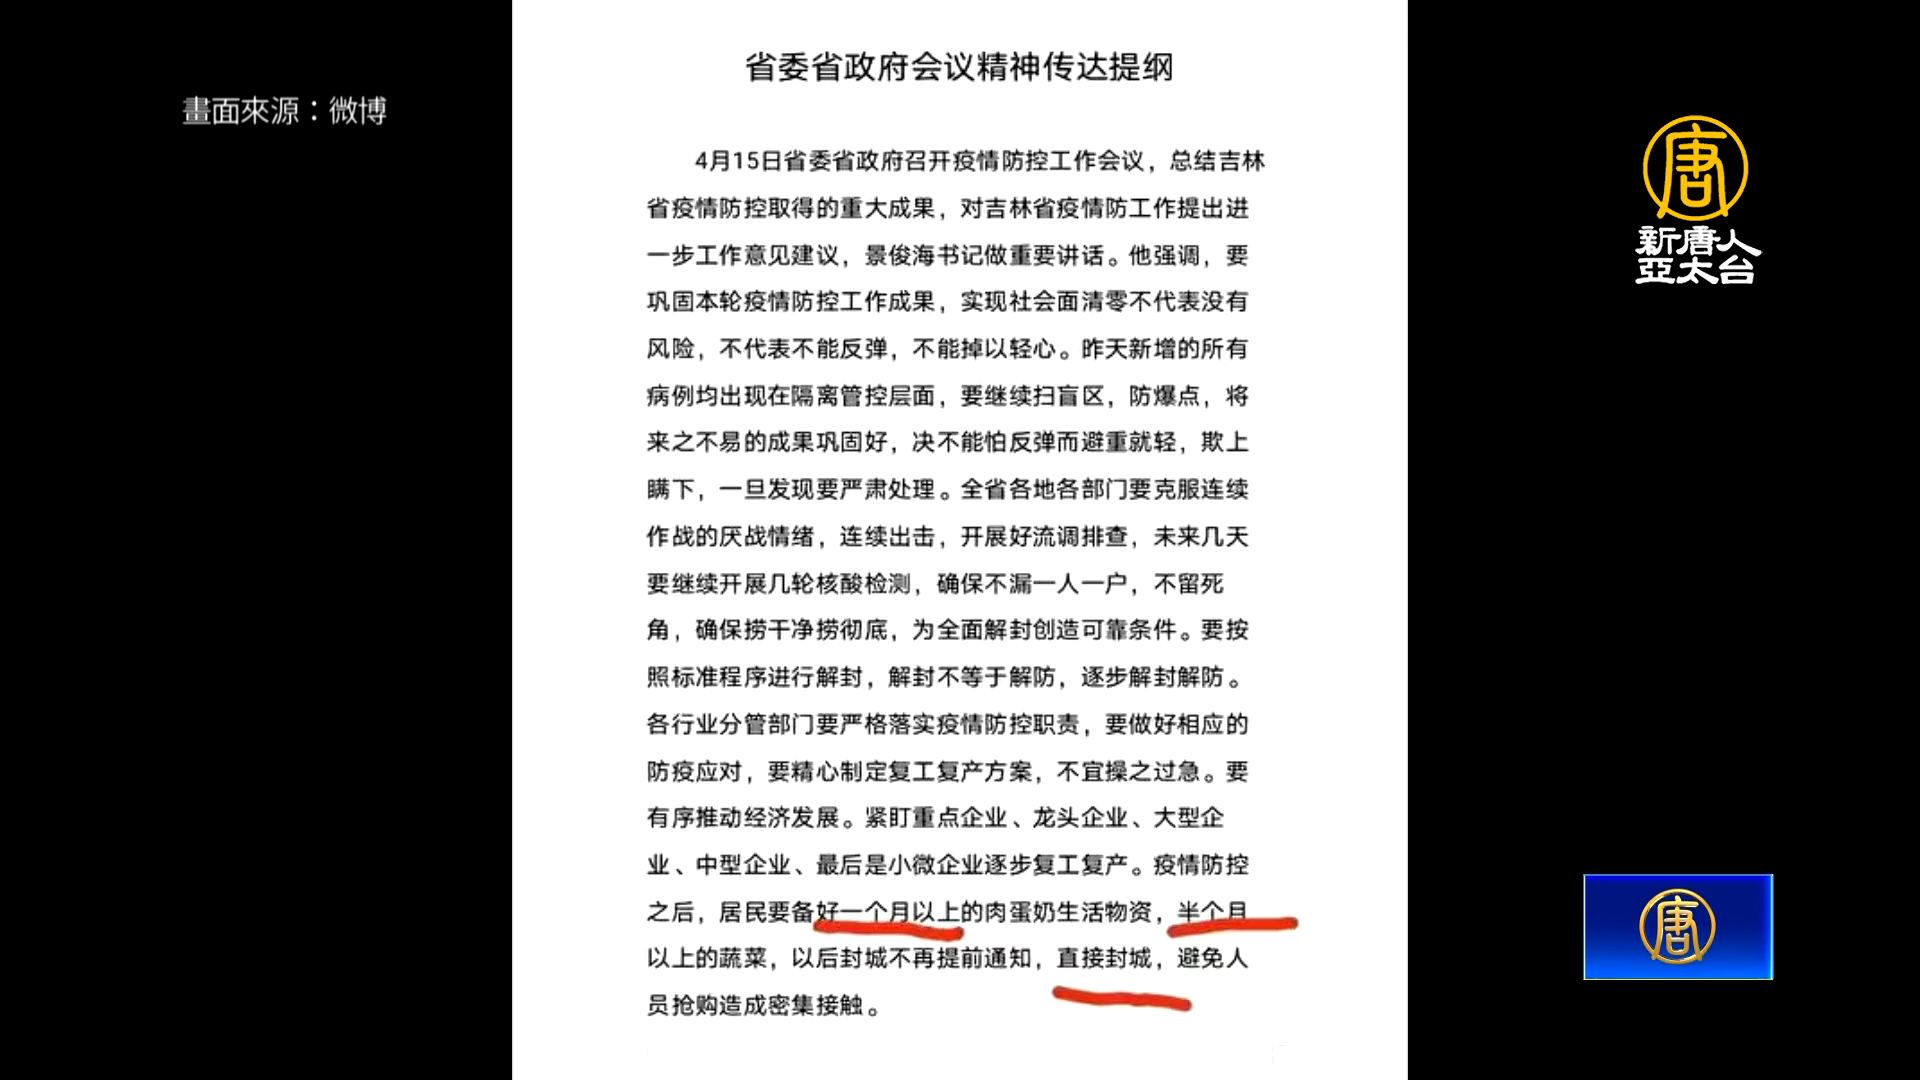 畫面來源：微博
省委省政府会议精神传达提纲
4月15日省委省政府召开疫情防控工作会议，总结吉林
省疫情防控取得的重大成果，对吉林省疫情防工作提出进
一步工作意见建议，景俊海书记做重要讲话。他强调，要
巩固本轮疫情防控工作成果，实现社会面清零不代表没有
风险，不代表不能反弹，不能掉以轻心。昨天新增的所有
病例均出现在隔离管控层面，要继续扫盲区，防爆点，将
来之不易的成果巩固好，决不能怕反弹而避重就轻，欺上
瞒下，一旦发现要严肃处理。全省各地各部门要克服连续
作战的厌战情绪，连续出击，开展好流调排查，未来几天
要继续开展几轮核酸检测，确保不漏一人一户，不留死
角，确保捞干净捞彻底，为全面解封创造可靠条件。要按
照标准程序进行解封，解封不等于解防，逐步解封解防。
各行业分管部门要严格落实疫情防控职责，要做好相应的
防疫应对，要精心制定复工复产方案，不宜操之过急。要
有序推动经济发展。紧盯重点企业、龙头企业、大型企
业、中型企业、最后是小微企业逐步复工复产。疫情防控
之后，居民要备好一个月以上的肉蛋奶生活物资，半个月
以上的蔬菜，以后封城不再提前通知，直接封城，避免人
员抢购造成密集接触。
唐
新唐人
亞太台
唐